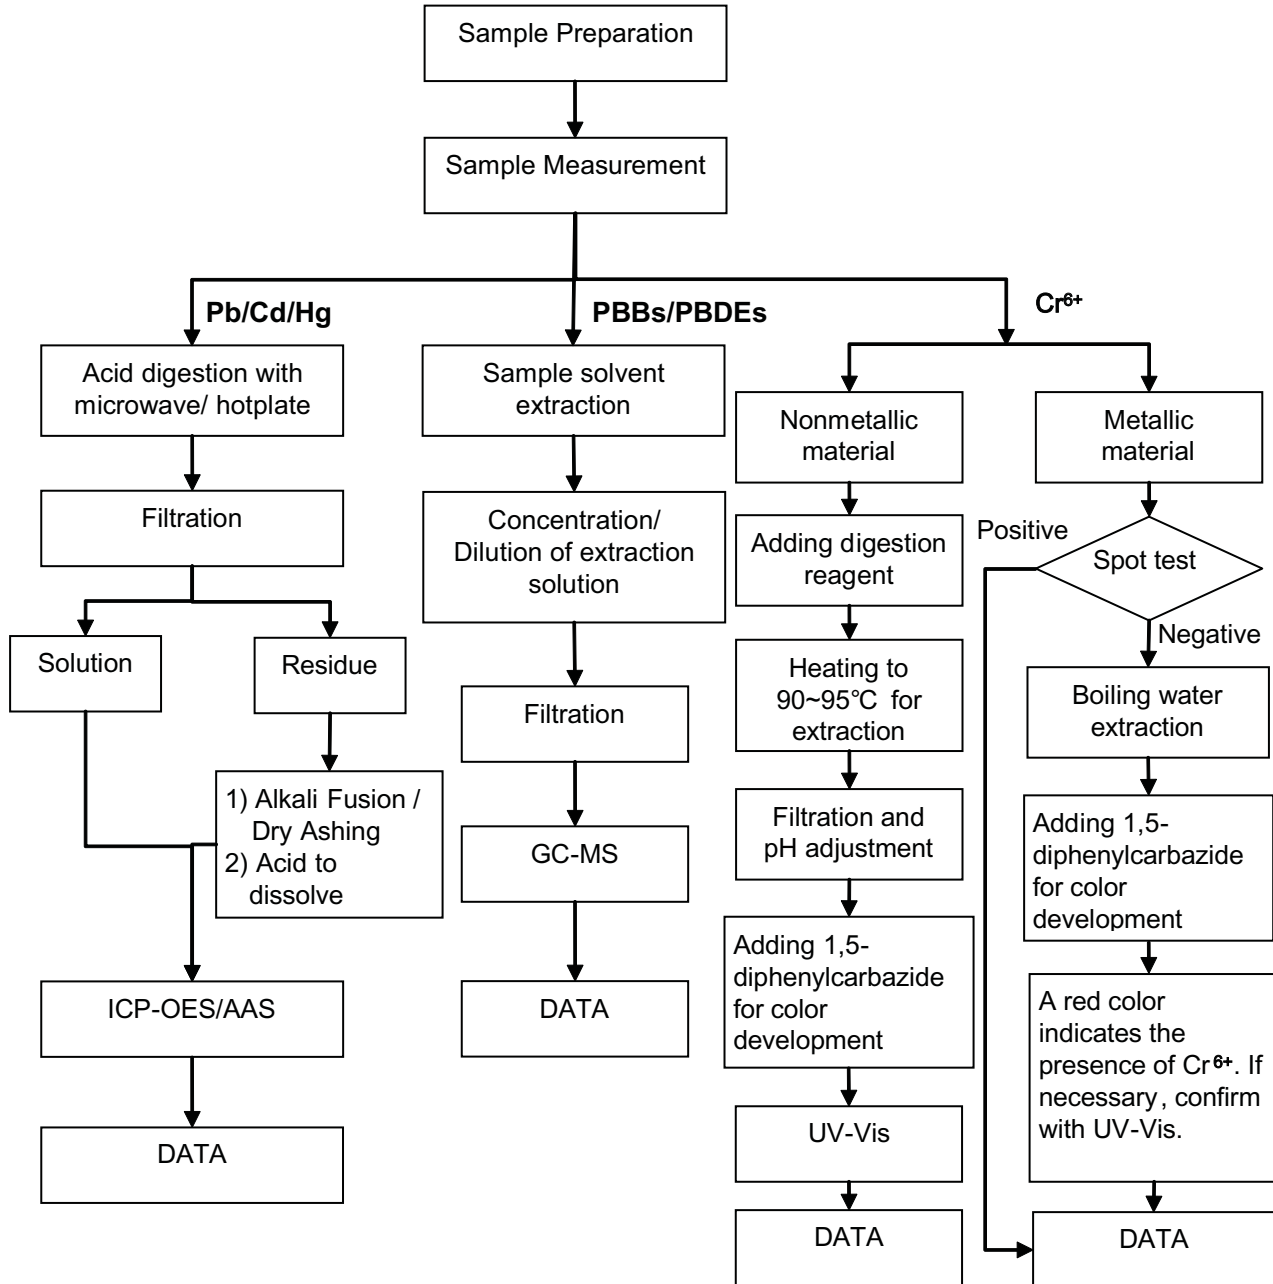 Sample Preparation
Sample Measurement
Pb/Cd/Hg
PBBs/PBDEs
Cr6+
Acid digestion with
microwave/ hotplate
Filtration
Solution
Residue
1) Alkali Fusion /
Dry Ashing
2) Acid to
dissolve
ICP-OES/AAS
DATA
Sample solvent
extraction
Concentration/
Dilution of extraction
solution
Filtration
GC-MS
DATA
Nonmetallic
material
Adding digestion
reagent
Heating to
90~95℃ for
extraction
Filtration and
pH adjustment
Adding 1,5-
diphenylcarbazide
for color
development
UV-Vis
DATA
Metallic
material
Positive
Spot test
Negative
Boiling water
extraction
Adding 1,5-
diphenylcarbazide
for color
development
A red color
indicates the
presence of Cr6+. If
necessary, confirm
with UV-Vis.
DATA